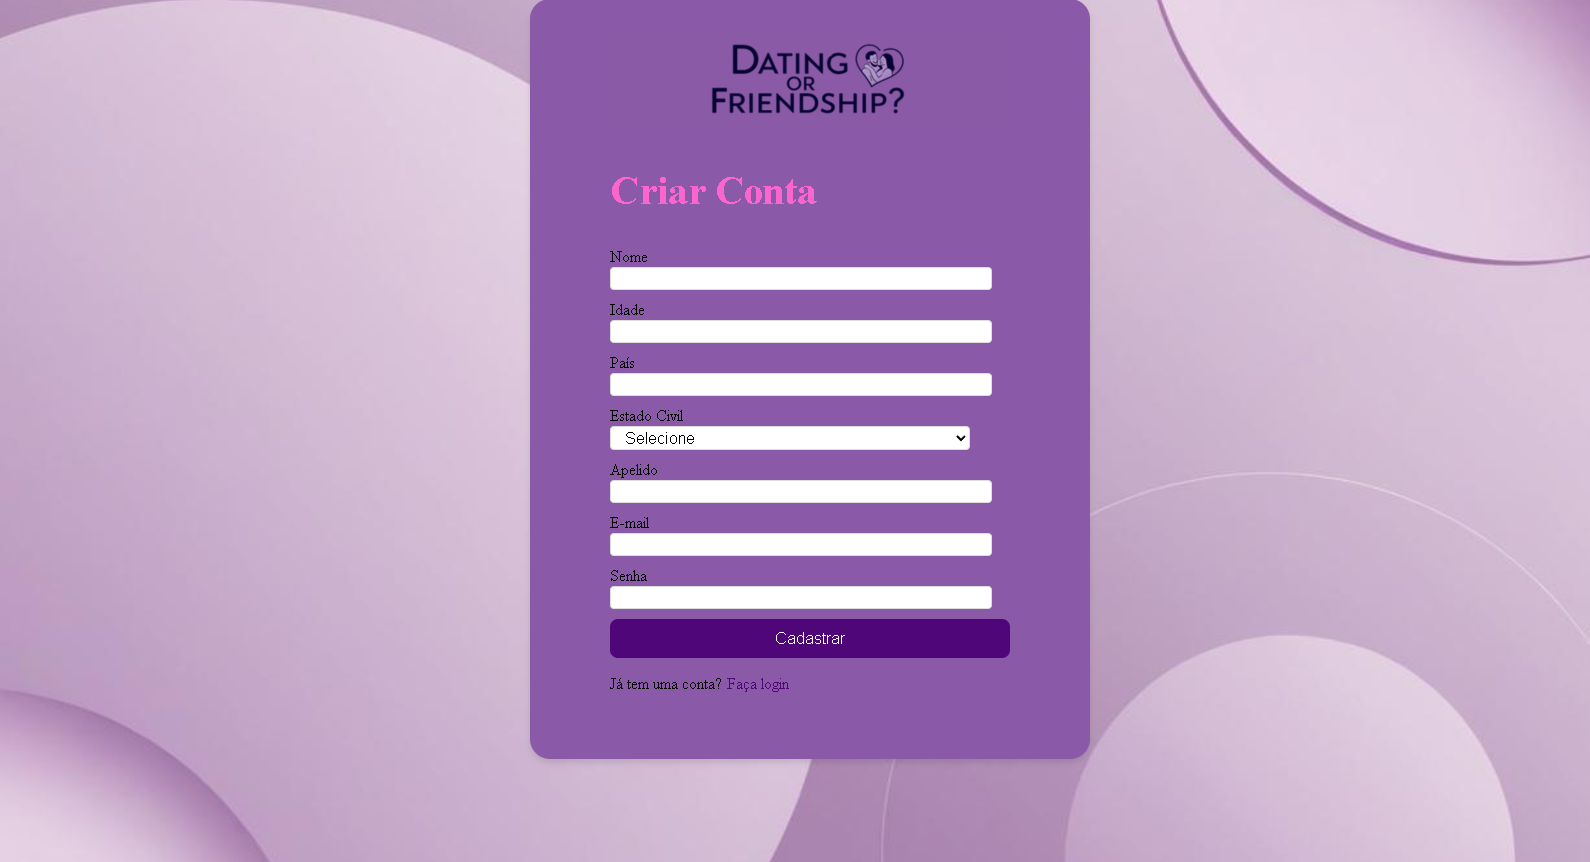 DATING
OR
FRIENDSHIP?
Criar Conta
Nome
Idade
País
Estado Civil
Selecione
Apelido
E-mail
Senha
Cadastrar
Já tem uma conta? Faça login